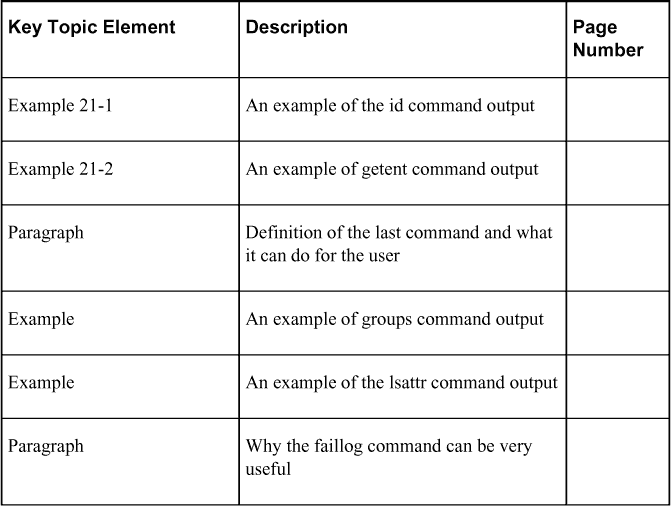 Key Topic Element Description Page
Number
Example 21-1 An example of the id command output
Example 21-2 An example of getent command output
Paragraph Definition of the last command and what
it can do for the user
Example An example of groups command output
Example An example of the lsattr command output
Paragraph Why the faillog command can be very
useful